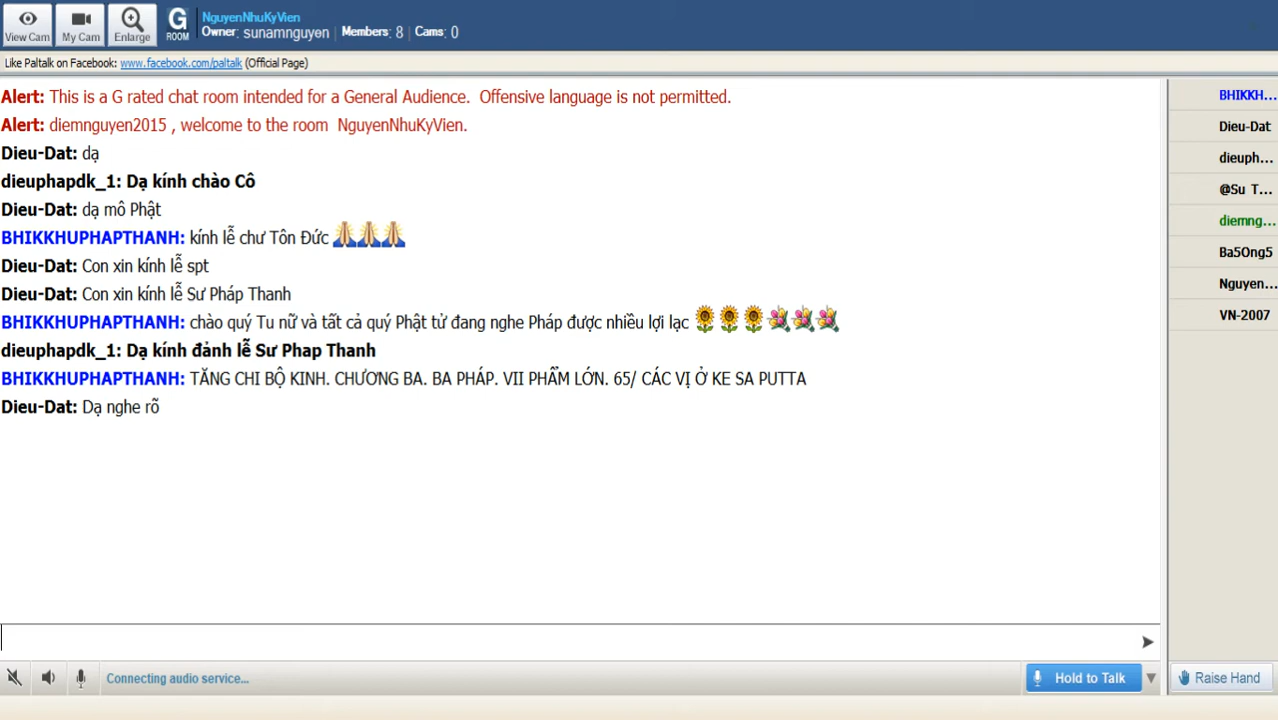 View Cam
My Cam
Enlarge
G
ROOM
NguyenNhuKyVien
Owner: sunamnguyen Members: 8 Cams: 0
Like Paltalk on Facebook: www.facebook.com/paltalk (Official Page)
Alert: This is a G rated chat room intended for a General Audience. Offensive language is not permitted.
Alert: diemnguyen2015 , welcome to the room NguyenNhuKyVien.
Dieu-Dat: dạ
dieuphapdk_1: Dạ kính chào Cô
Dieu-Dat: dạ mô Phật
BHIKKHUPHAPTHANH: kính lễ chư Tôn Đức
Dieu-Dat: Con xin kính lễ spt
Dieu-Dat: Con xin kính lễ Sư Pháp Thanh
BHIKKHUPHAPTHANH: chào quý Tu nữ và tất cả quý Phật tử đang nghe Pháp được nhiều lợi lạc
dieuphapdk_1: Dạ kính đảnh lễ Sư Phap Thanh
BHIKKHUPHAPTHANH: TĂNG CHI BỘ KINH. CHƯƠNG BA. BA PHÁP. VII PHẨM LỚN. 65/ CÁC VỊ Ở KE SA PUTTA
Dieu-Dat: Dạ nghe rõ
BHIKKH...
Dieu-Dat
dieuph...
@Su T...
diemng...
Ba5Ong5
Nguyen...
VN-2007
Connecting audio service...
Hold to Talk
Raise Hand